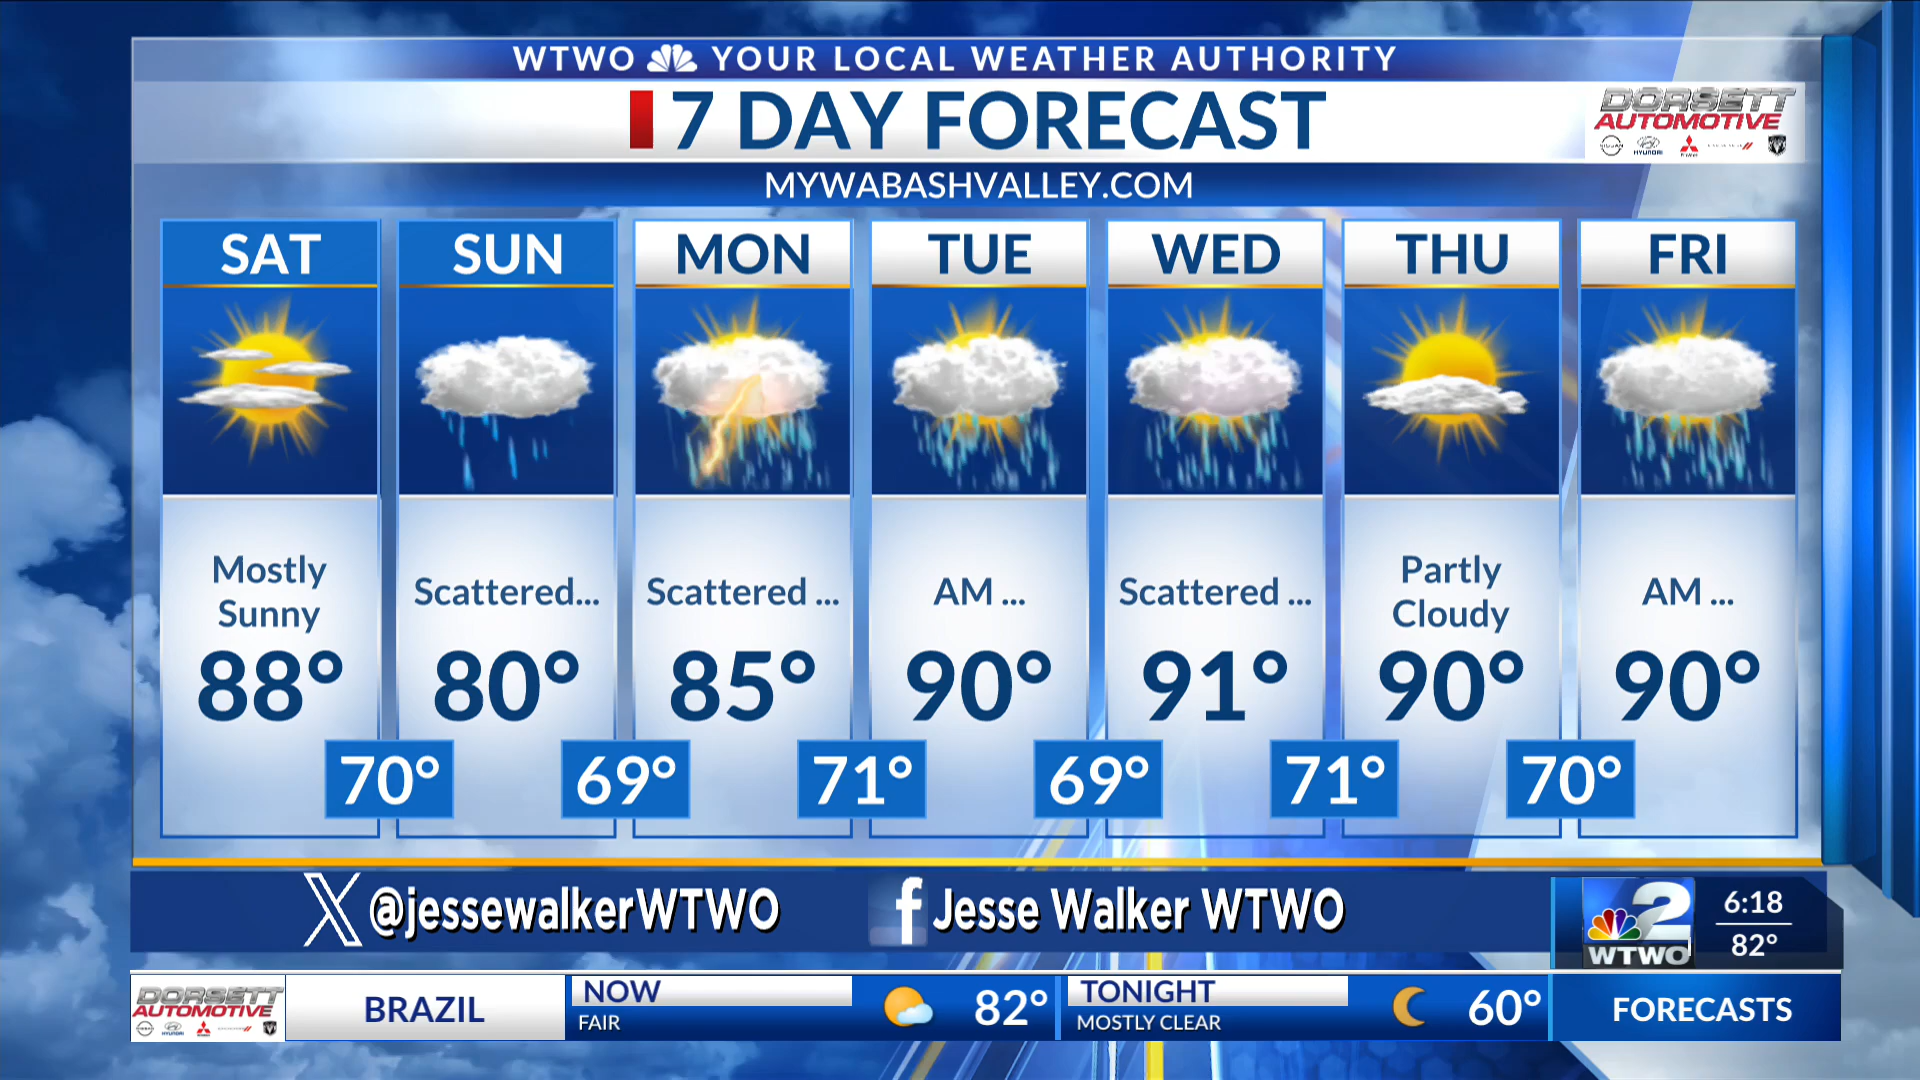 WTWO YOUR LOCAL WEATHER AUTHORITY
7 DAY FORECAST
DORSETT
AUTOMOTIVE
NISSAN HYUNDAI
MYWABASHVALLEY.COM
SAT SUN MON TUE WED THU FRI
Mostly
Sunny
Scattered...
Scattered ...
AM ...
Scattered ...
Partly
Cloudy
AM ...
88° 80° 85° 90° 91° 90° 90°
70° 69° 71° 69° 71° 70°
X @jessewalkerWTWO f Jesse Walker WTWO
2
WTWO
6:18
82°
DORSETT
AUTOMOTIVE
BRAZIL
NOW
FAIR
82°
TONIGHT
MOSTLY CLEAR
60°
FORECASTS